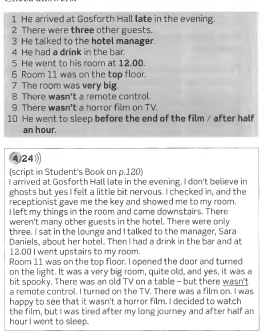 1 He arrived at Gosforth Hall late in the evening.
2 There were three other guests.
3 He talked to the hotel manager.
4 He had a drink in the bar.
5 He went to his room at 12.00.
6 Room 11 was on the top floor.
7 The room was very big.
8 There wasn't a remote control.
9 There wasn't a horror film on TV.
10 He went to sleep before the end of the film / after half
an hour.
4 24))
(script in Student's Book on p.120)
I arrived at Gosforth Hall late in the evening. I don't believe in
ghosts but yes I felt a little bit nervous. I checked in, and the
receptionist gave me the key and showed me to my room.
I left my things in the room and came downstairs. There
weren't many other guests in the hotel. There were only
three. I sat in the lounge and I talked to the manager, Sara
Daniels, about her hotel. Then I had a drink in the bar and at
12.00 I went upstairs to my room.
Room 11 was on the top floor. I opened the door and turned
on the light. It was a very big room, quite old, and yes, it was a
bit spooky. There was an old TV on a table – but there wasn't
a remote control. I turned on the TV. There was a film on. I was
happy to see that it wasn't a horror film. I decided to watch
the film, but I was tired after my long journey and after half an
hour I went to sleep.